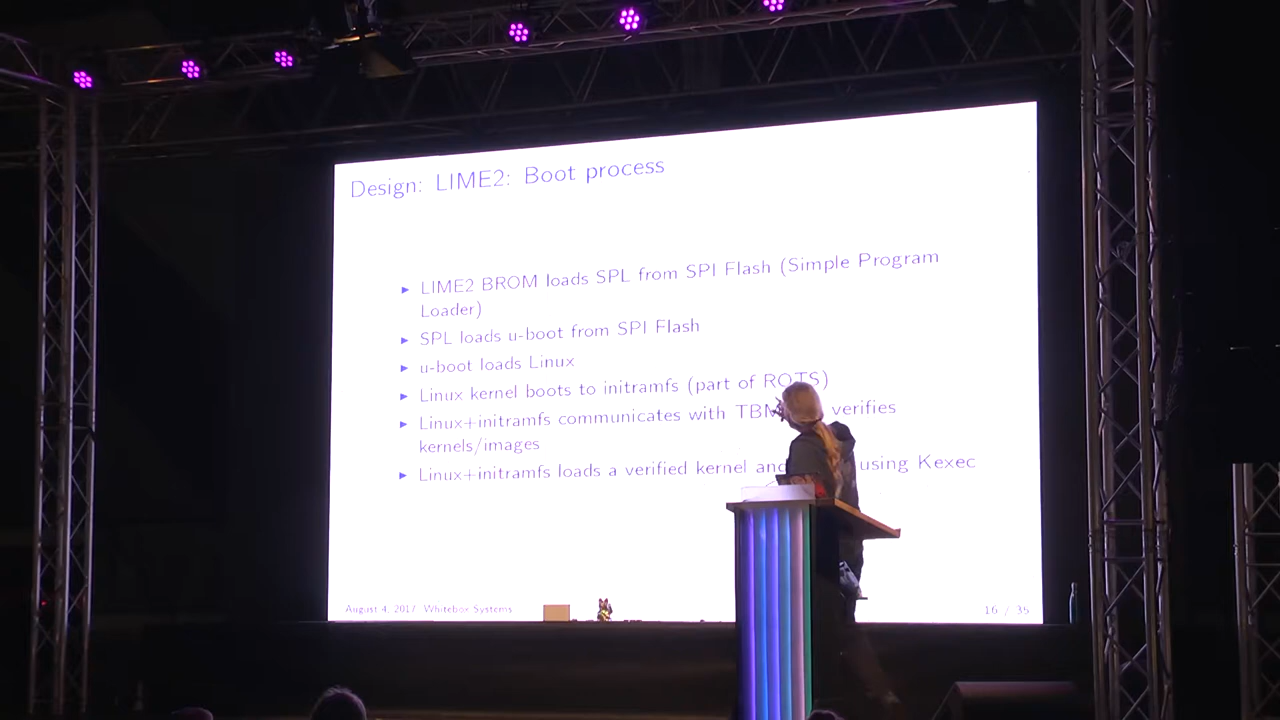 Design: LIME2: Boot process
► LIME2 BROM loads SPL from SPI Flash (Simple Program
Loader)
► SPL loads u-boot from SPI Flash
► u-boot loads Linux
► Linux kernel boots to initramfs (part of ROTS)
► Linux+initramfs communicates with verifies
kernels/images
► Linux+initramfs loads a verified kernel and using Kexec
August 4, 2017 Whitebox Systems
16 / 35